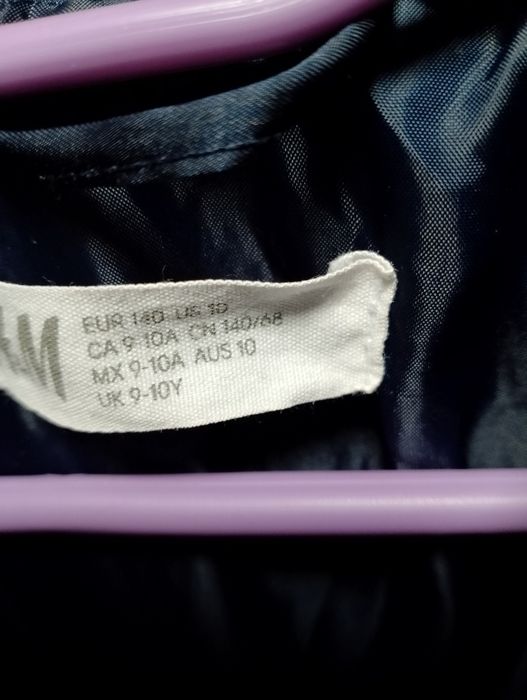 H&M
EUR 140 US 10
CA 9-10A CN 140/68
MX 9-10A AUS 10
UK 9-10Y